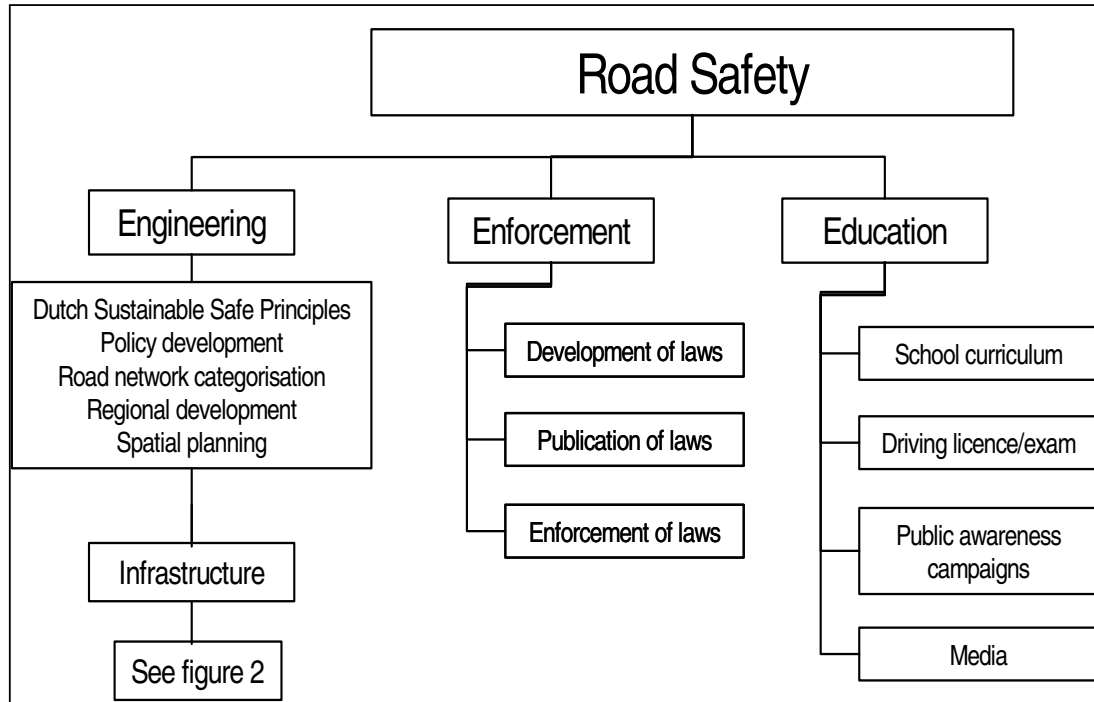 Road Safety
Engineering
Dutch Sustainable Safe Principles
Policy development
Road network categorisation
Regional development
Spatial planning
Infrastructure
See figure 2
Enforcement
Development of laws
Publication of laws
Enforcement of laws
Education
School curriculum
Driving licence/exam
Public awareness
campaigns
Media